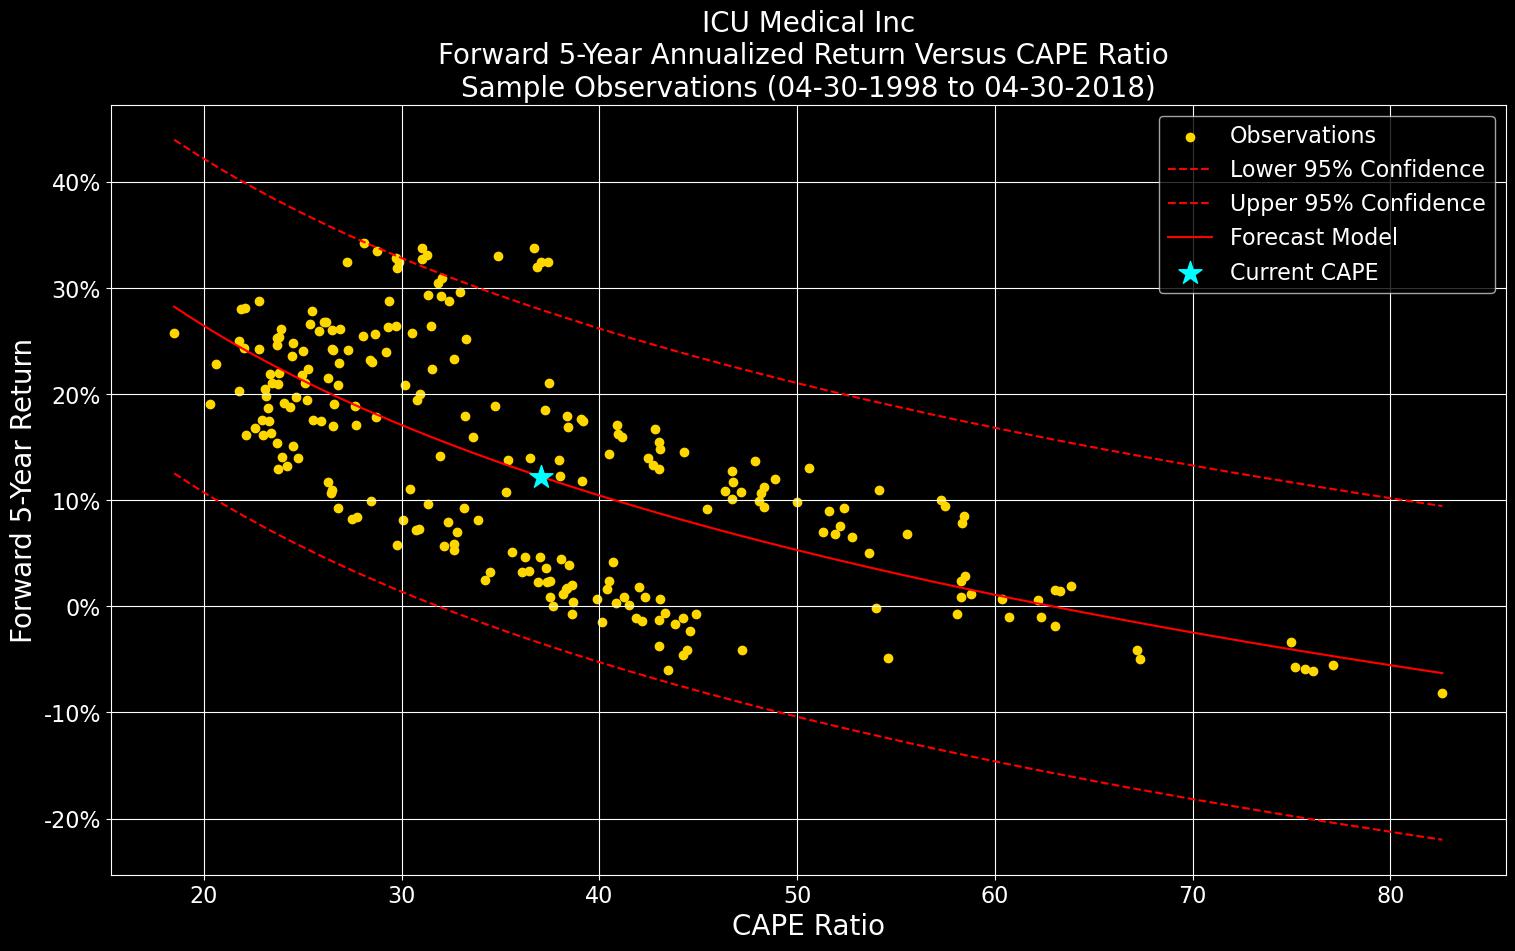 ICU Medical Inc
Forward 5-Year Annualized Return Versus CAPE Ratio
Sample Observations (04-30-1998 to 04-30-2018)
Observations
Lower 95% Confidence
Upper 95% Confidence
Forecast Model
Current CAPE
Forward 5-Year Return
40%
30%
20%
10%
0%
-10%
-20%
20 30 40 50 60 70 80
CAPE Ratio